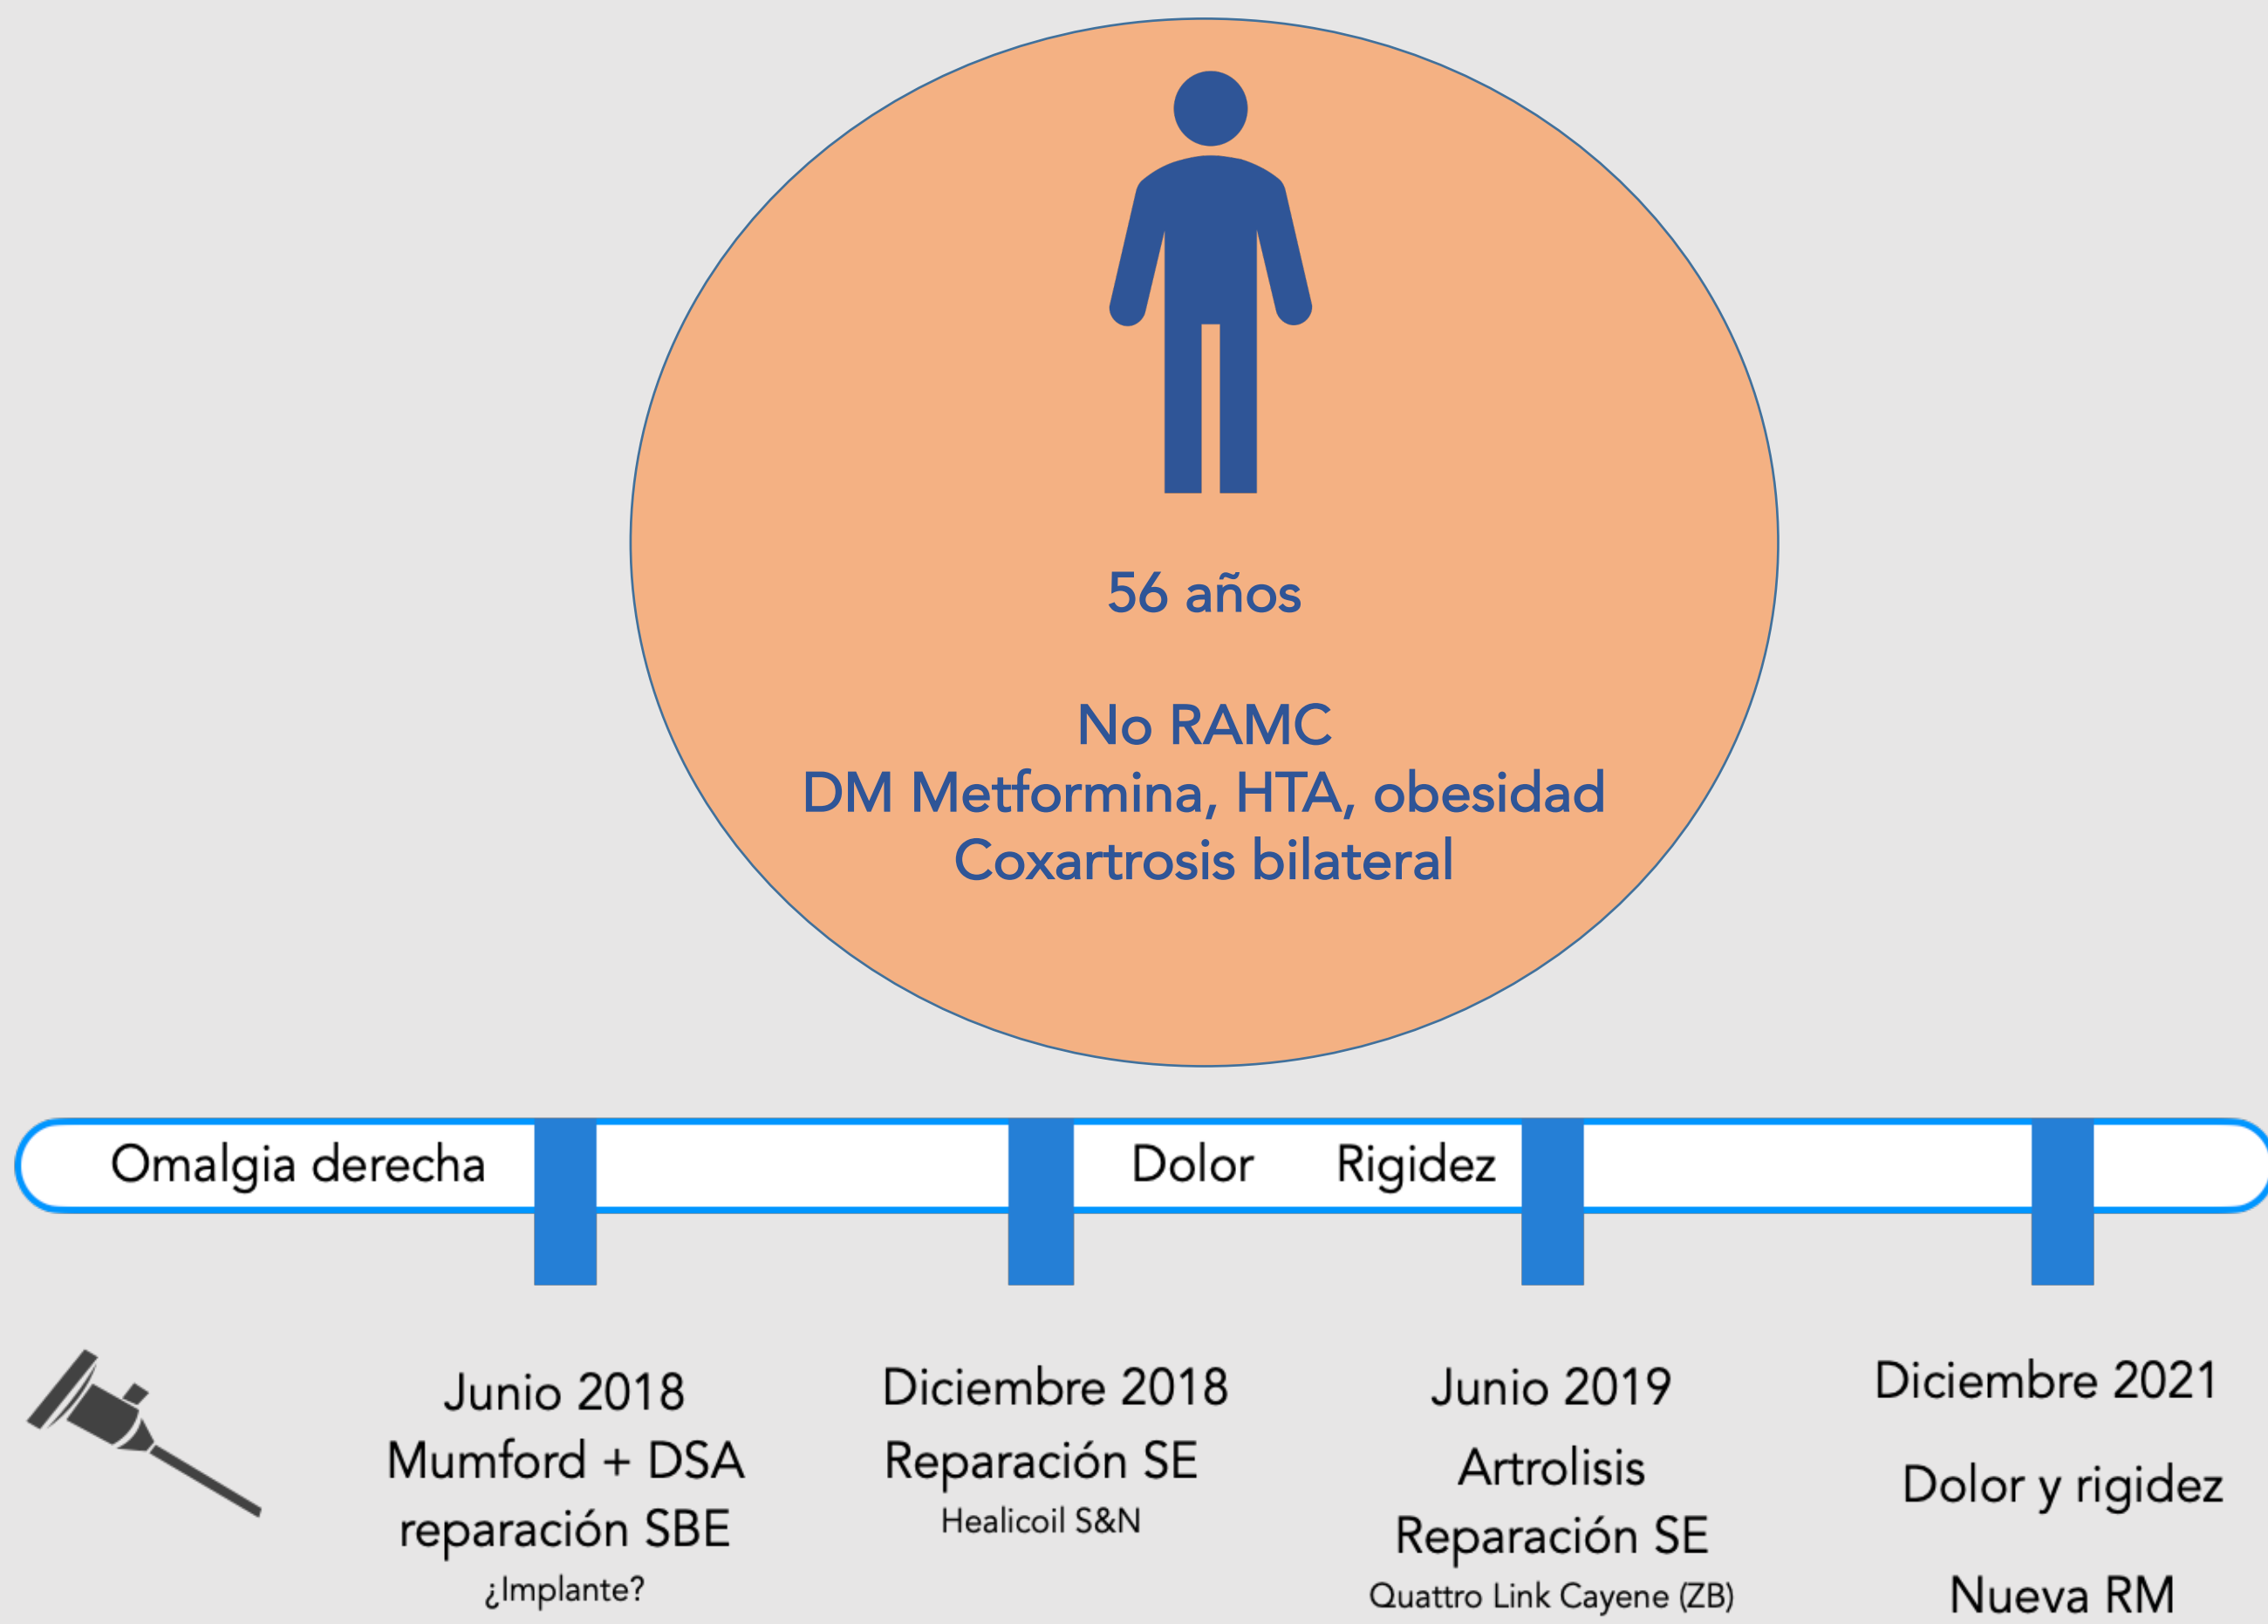 56 años
No RAMC
DM Metformina, HTA, obesidad
Coxartrosis bilateral
Omalgia derecha
Dolor
Rigidez
Junio 2018
Mumford + DSA
reparación SBE
¿Implante?
Diciembre 2018
Reparación SE
Healicoil S&N
Junio 2019
Artrolisis
Reparación SE
Quattro Link Cayene (ZB)
Diciembre 2021
Dolor y rigidez
Nueva RM